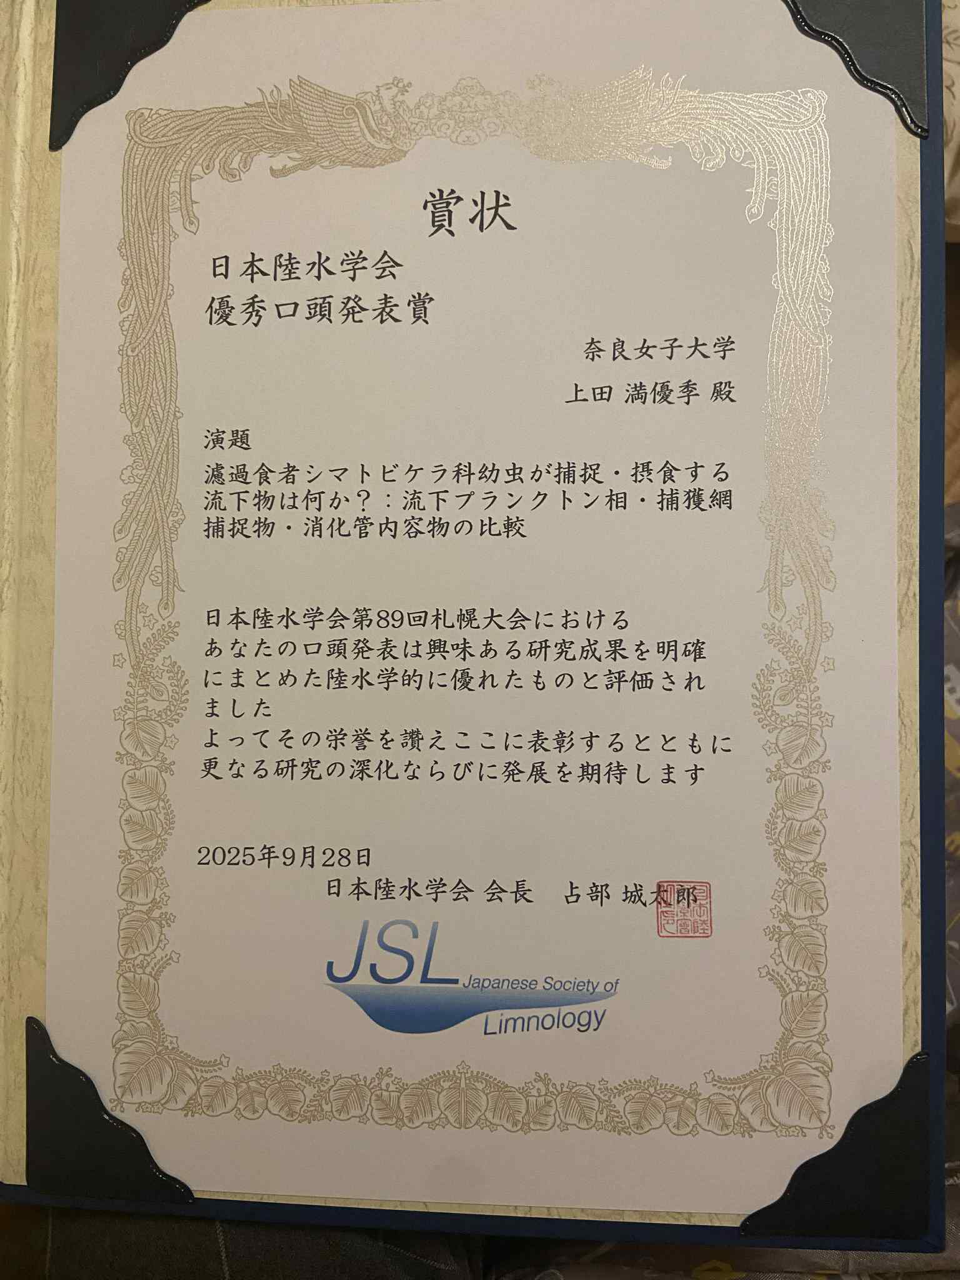 賞状
日本陸水学会
優秀口頭発表賞
奈良女子大学
上田 満優季 殿
演題
濾過食者シマトビケラ科幼虫が捕捉・摂食する
流下物は何か？：流下プランクトン相・捕獲網
捕捉物・消化管内容物の比較
日本陸水学会第89回札幌大会における
あなたの口頭発表は興味ある研究成果を明確
にまとめた陸水学的に優れたものと評価され
ました
よってその栄誉を讃えここに表彰するとともに
更なる研究の深化ならびに発展を期待します
2025年9月28日
日本陸水学会 会長　占部 城太郎
JSL Japanese Society of
Limnology